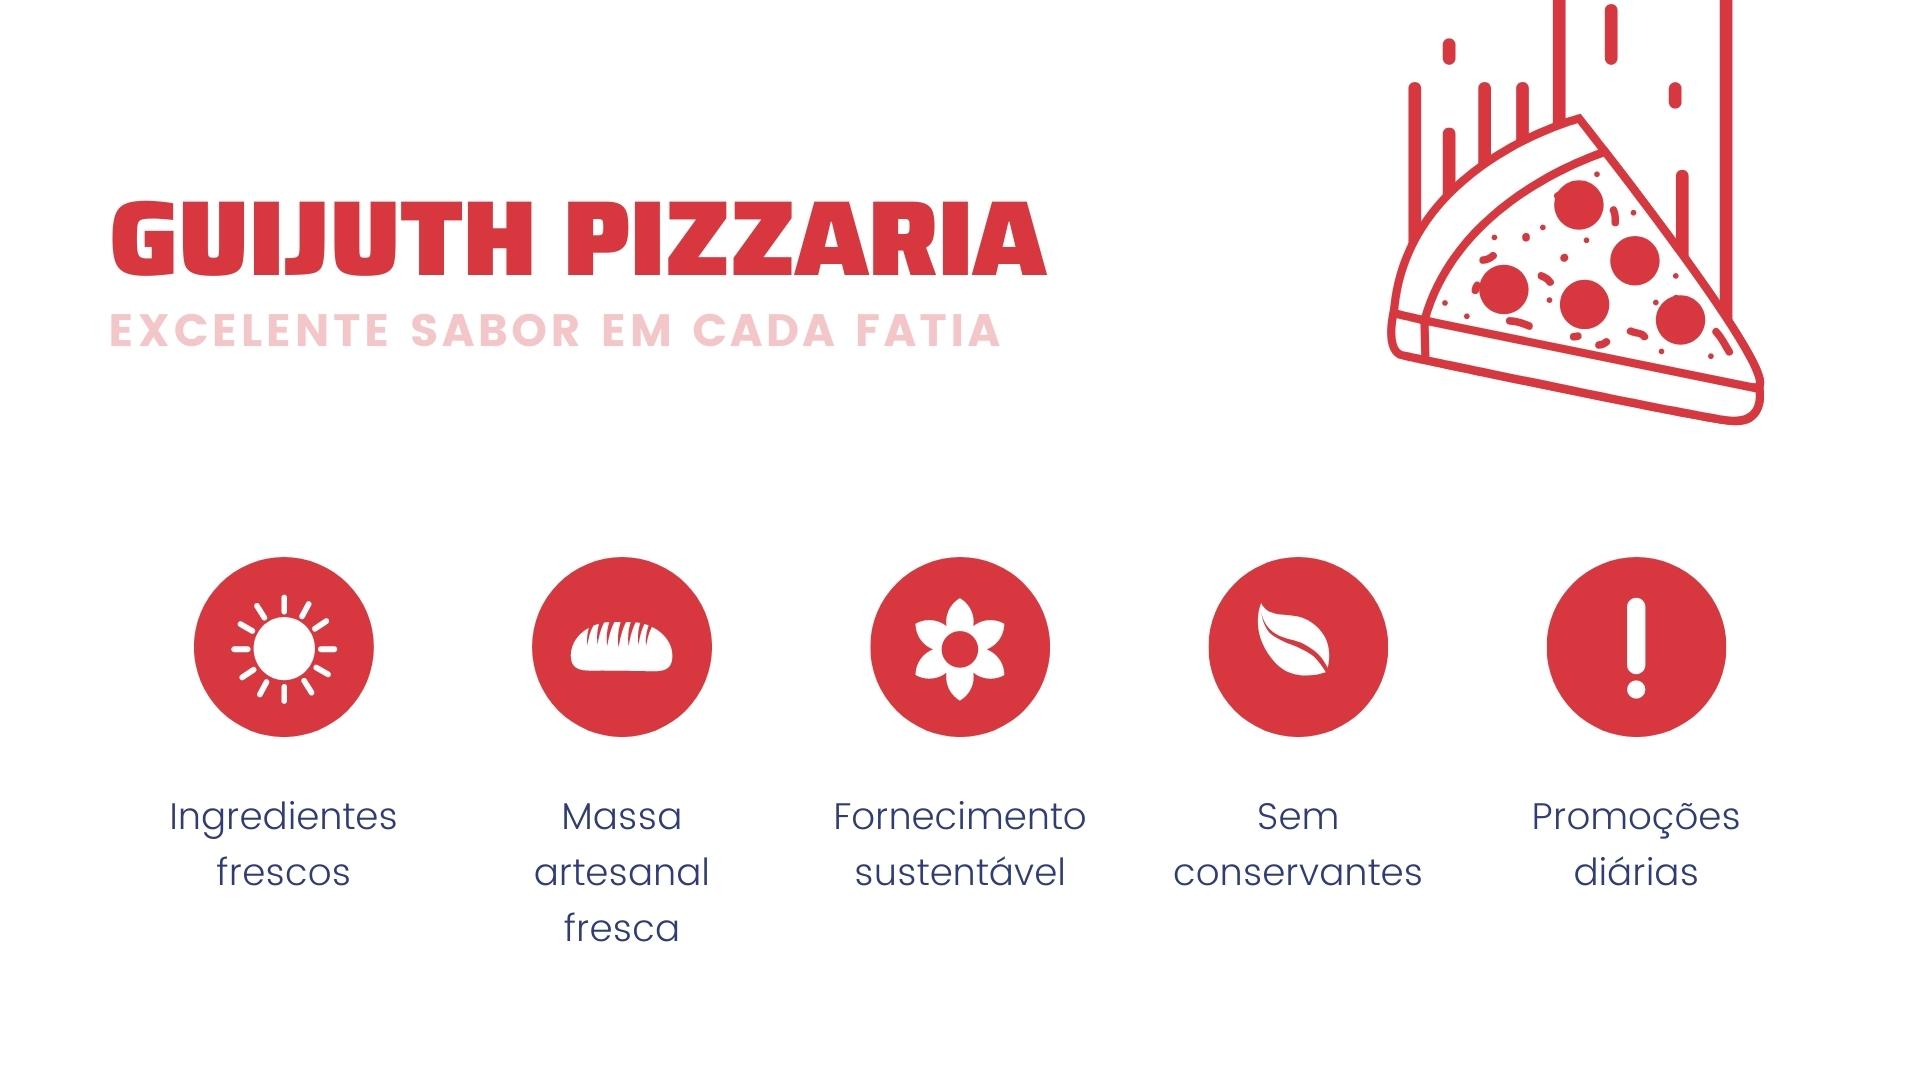 GUIJUTH PIZZARIA
EXCELENTE SABOR EM CADA FATIA
Ingredientes
frescos
Massa
artesanal
fresca
Fornecimento
sustentável
Sem
conservantes
Promoções
diárias